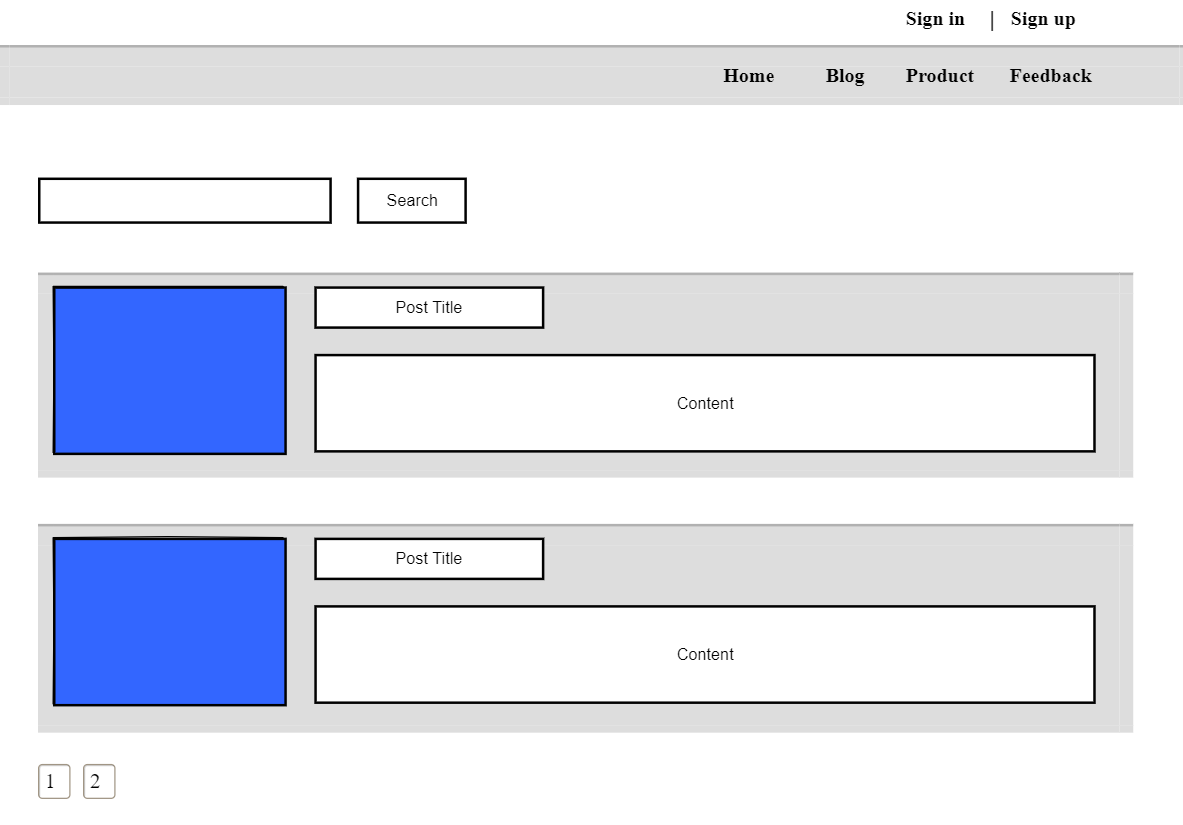 Sign in | Sign up
Home Blog Product Feedback
Search
Post Title
Content
Post Title
Content
1 2